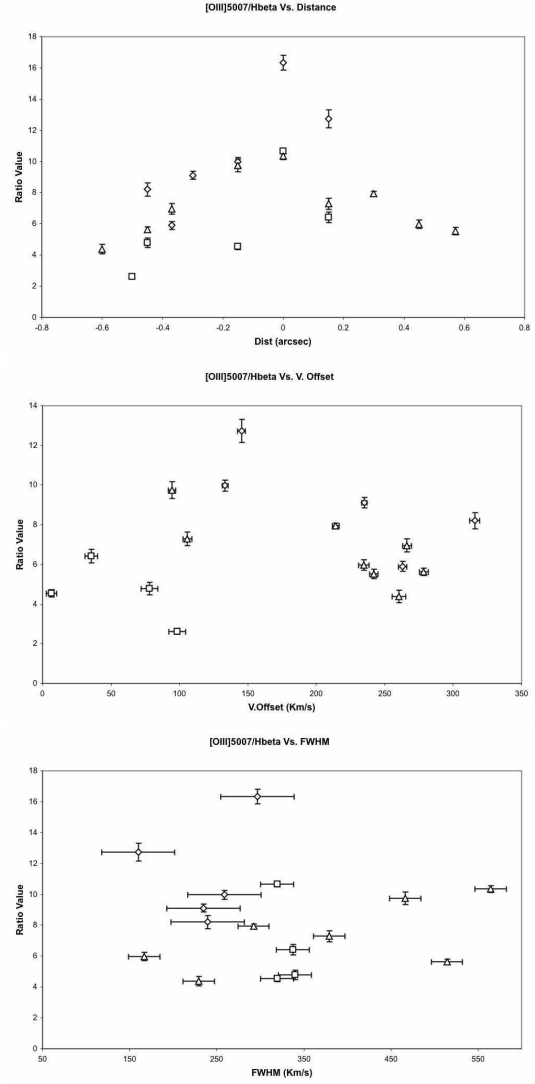 [OIII]5007/Hbeta Vs. Distance
18
16
14
12
10
8
6
4
2
0
Ratio Value
-0.8 -0.6 -0.4 -0.2 0 0.2 0.4 0.6 0.8
Dist (arcsec)
[OIII]5007/Hbeta Vs. V. Offset
14
12
10
8
6
4
2
0
Ratio Value
0 50 100 150 200 250 300 350
V.Offset (Km/s)
[OIII]5007/Hbeta Vs. FWHM
18
16
14
12
10
8
6
4
2
0
Ratio Value
50 150 250 350 450 550
FWHM (Km/s)